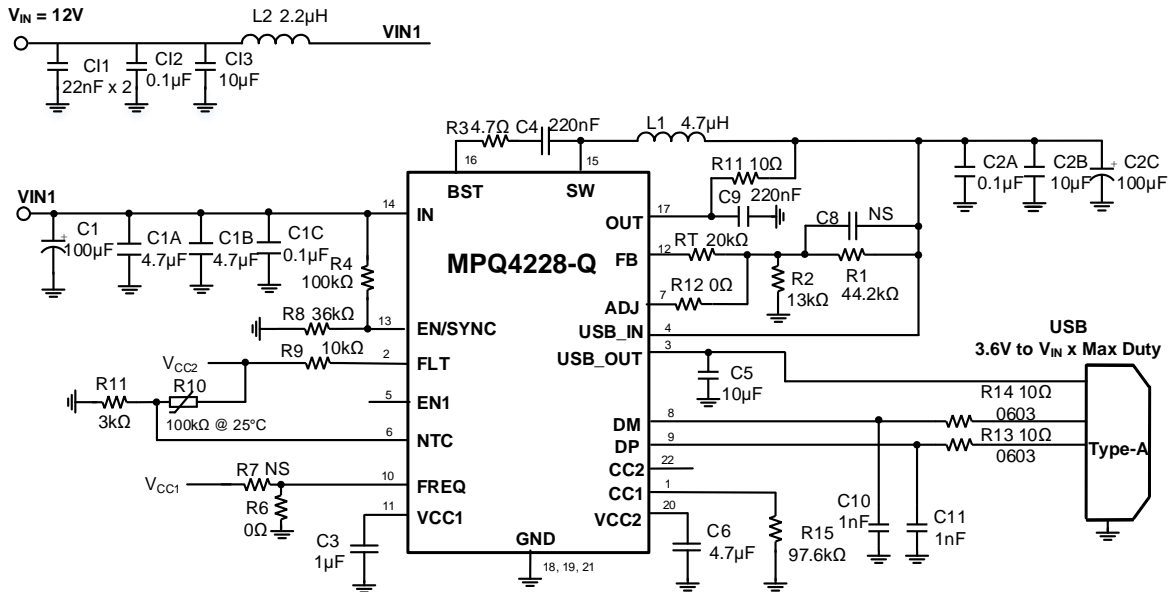 V_IN = 12V
L2 2.2µH
VIN1
CI1
22nF x 2
CI2
0.1µF
CI3
10µF
R3 4.7Ω
C4
220nF
L1 4.7µH
16
15
BST
SW
R11 10Ω
C9
220nF
C2A
0.1µF
C2B
10µF
C2C
100µF
+
VIN1
14
IN
17
OUT
C8
NS
+
C1
100µF
C1A
4.7µF
C1B
4.7µF
C1C
0.1µF
R4
100kΩ
MPQ4228-Q
12
FB
RT 20kΩ
R2
13kΩ
R1
44.2kΩ
7
ADJ
R12 0Ω
R8 36kΩ
13
EN/SYNC
USB_IN
4
USB
3.6V to V_IN x Max Duty
V_CC2
R9
10kΩ
2
FLT
USB_OUT
3
C5
10µF
R11
3kΩ
R10
100kΩ @ 25°C
5
EN1
R14 10Ω
0603
8
DM
6
NTC
9
DP
R13 10Ω
0603
Type-A
22
CC2
V_CC1
R7 NS
R6
0Ω
10
FREQ
1
CC1
11
VCC1
20
VCC2
C10
1nF
C11
1nF
C3
1µF
GND
18, 19, 21
C6
4.7µF
R15
97.6kΩ